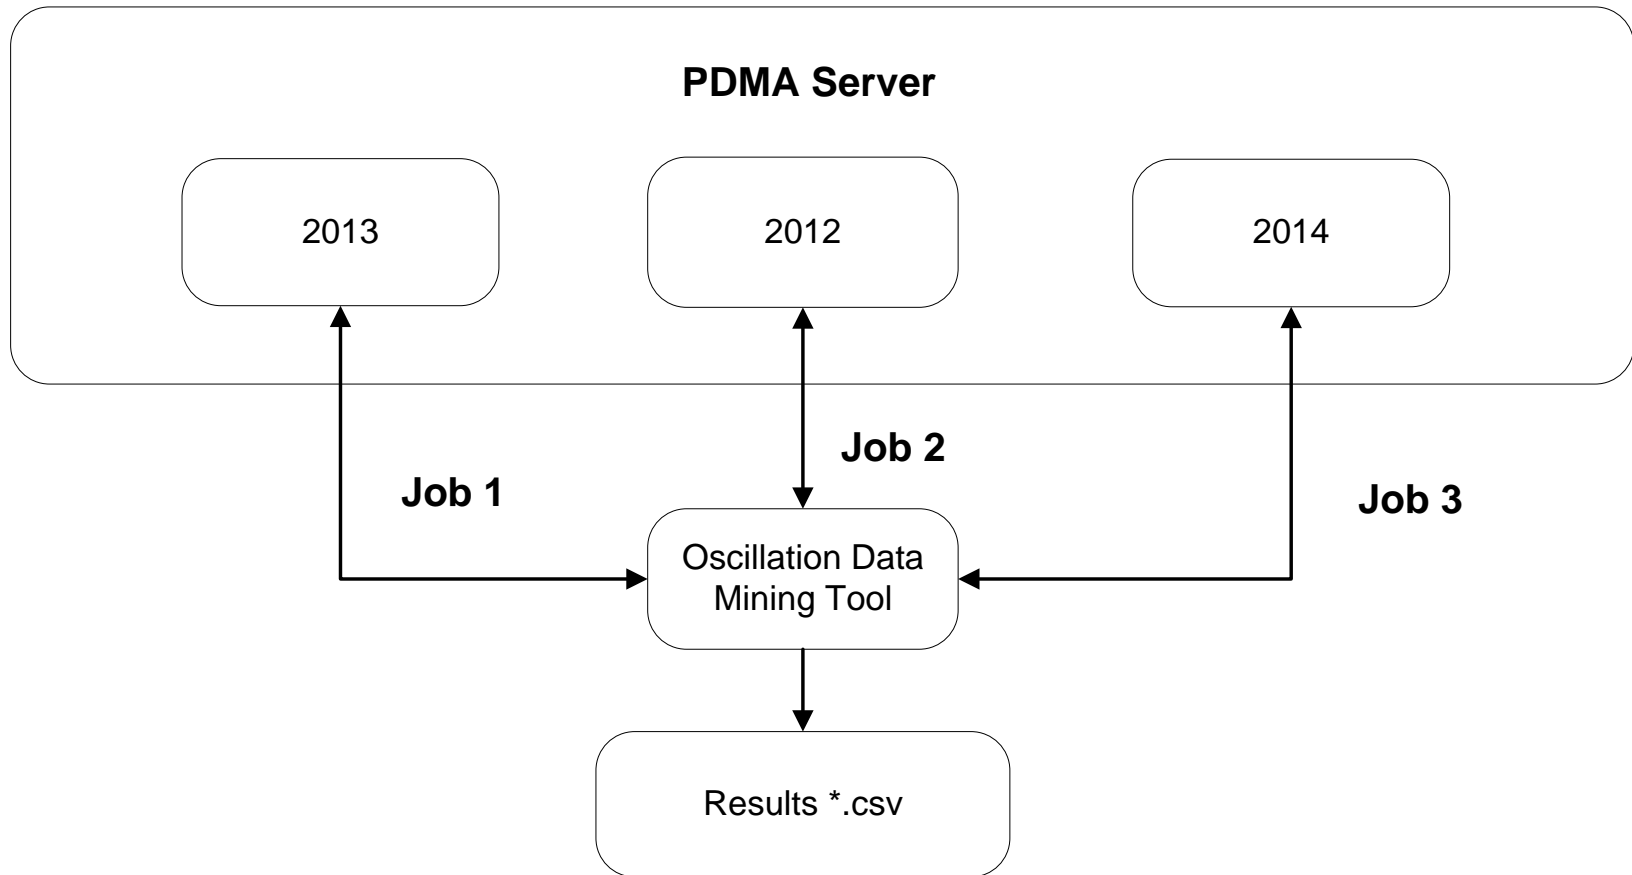 PDMA Server
2013
2012
2014
Job 2
Job 1
Job 3
Oscillation Data
Mining Tool
Results *.csv